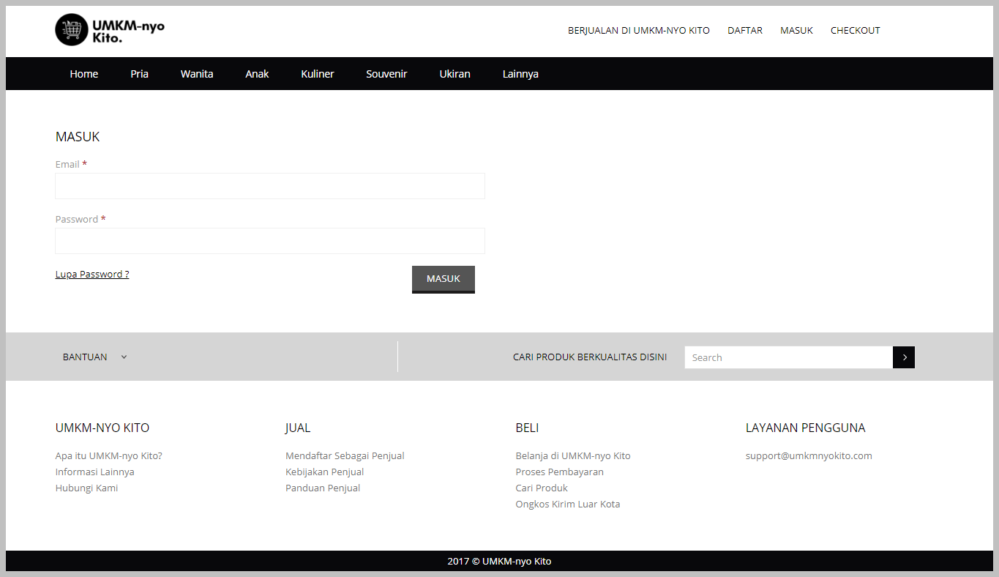 UMKM-nyo
Kito.
BERJUALAN DI UMKM-NYO KITO DAFTAR MASUK CHECKOUT
Home Pria Wanita Anak Kuliner Souvenir Ukiran Lainnya
MASUK
Email *
Password *
Lupa Password ? MASUK
BANTUAN CARI PRODUK BERKUALITAS DISINI Search
UMKM-NYO KITO
Apa itu UMKM-nyo Kito?
Informasi Lainnya
Hubungi Kami
JUAL
Mendaftar Sebagai Penjual
Kebijakan Penjual
Panduan Penjual
BELI
Belanja di UMKM-nyo Kito
Proses Pembayaran
Cari Produk
Ongkos Kirim Luar Kota
LAYANAN PENGGUNA
support@umkmnyokito.com
2017 © UMKM-nyo Kito